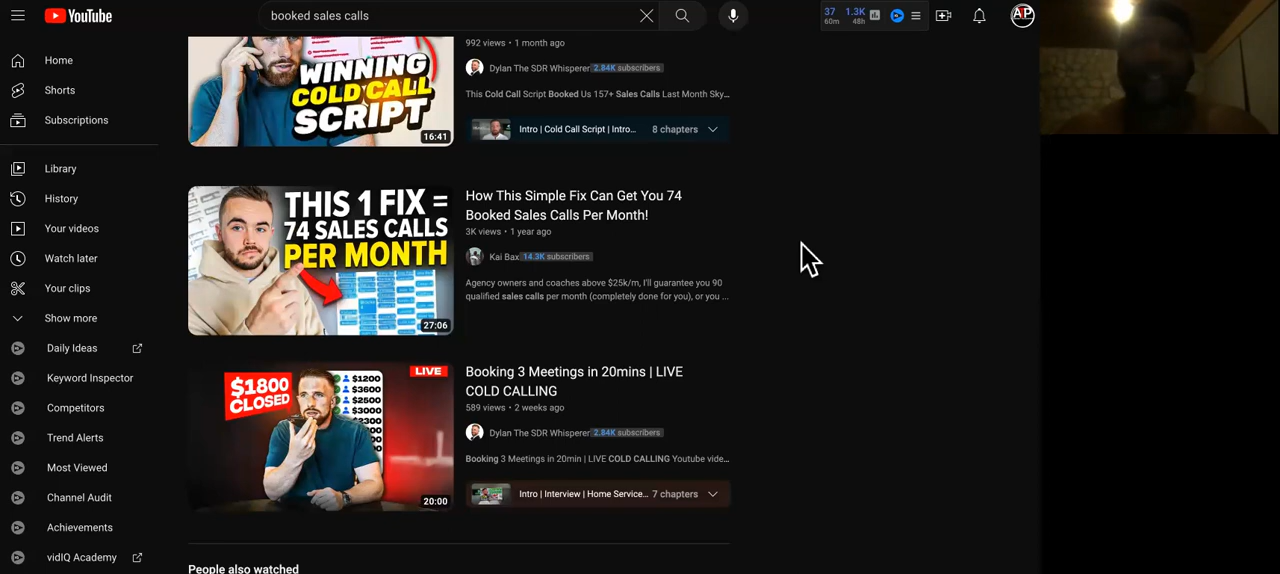 YouTube
booked sales calls
37
60m
1.3K
48h
Home
Shorts
Subscriptions
Library
History
Your videos
Watch later
Your clips
Show more
Daily Ideas
Keyword Inspector
Competitors
Trend Alerts
Most Viewed
Channel Audit
Achievements
vidIQ Academy
WINNING
COLD CALL
SCRIPT
16:41
992 views • 1 month ago
Dylan The SDR Whisperer 2.84K subscribers
This Cold Call Script Booked Us 157+ Sales Calls Last Month Sky...
Intro | Cold Call Script | Intro... 8 chapters
THIS 1 FIX =
74 SALES CALLS
PER MONTH
27:06
How This Simple Fix Can Get You 74
Booked Sales Calls Per Month!
3K views • 1 year ago
Kai Bax 14.3K subscribers
Agency owners and coaches above $25k/m, I'll guarantee you 90
qualified sales calls per month (completely done for you), or you ...
LIVE
$1800
CLOSED
$1200
$3600
$2500
$3000
20:00
Booking 3 Meetings in 20mins | LIVE
COLD CALLING
589 views • 2 weeks ago
Dylan The SDR Whisperer 2.84K subscribers
Booking 3 Meetings in 20min | LIVE COLD CALLING Youtube vide...
Intro | Interview | Home Service... 7 chapters
People also watched